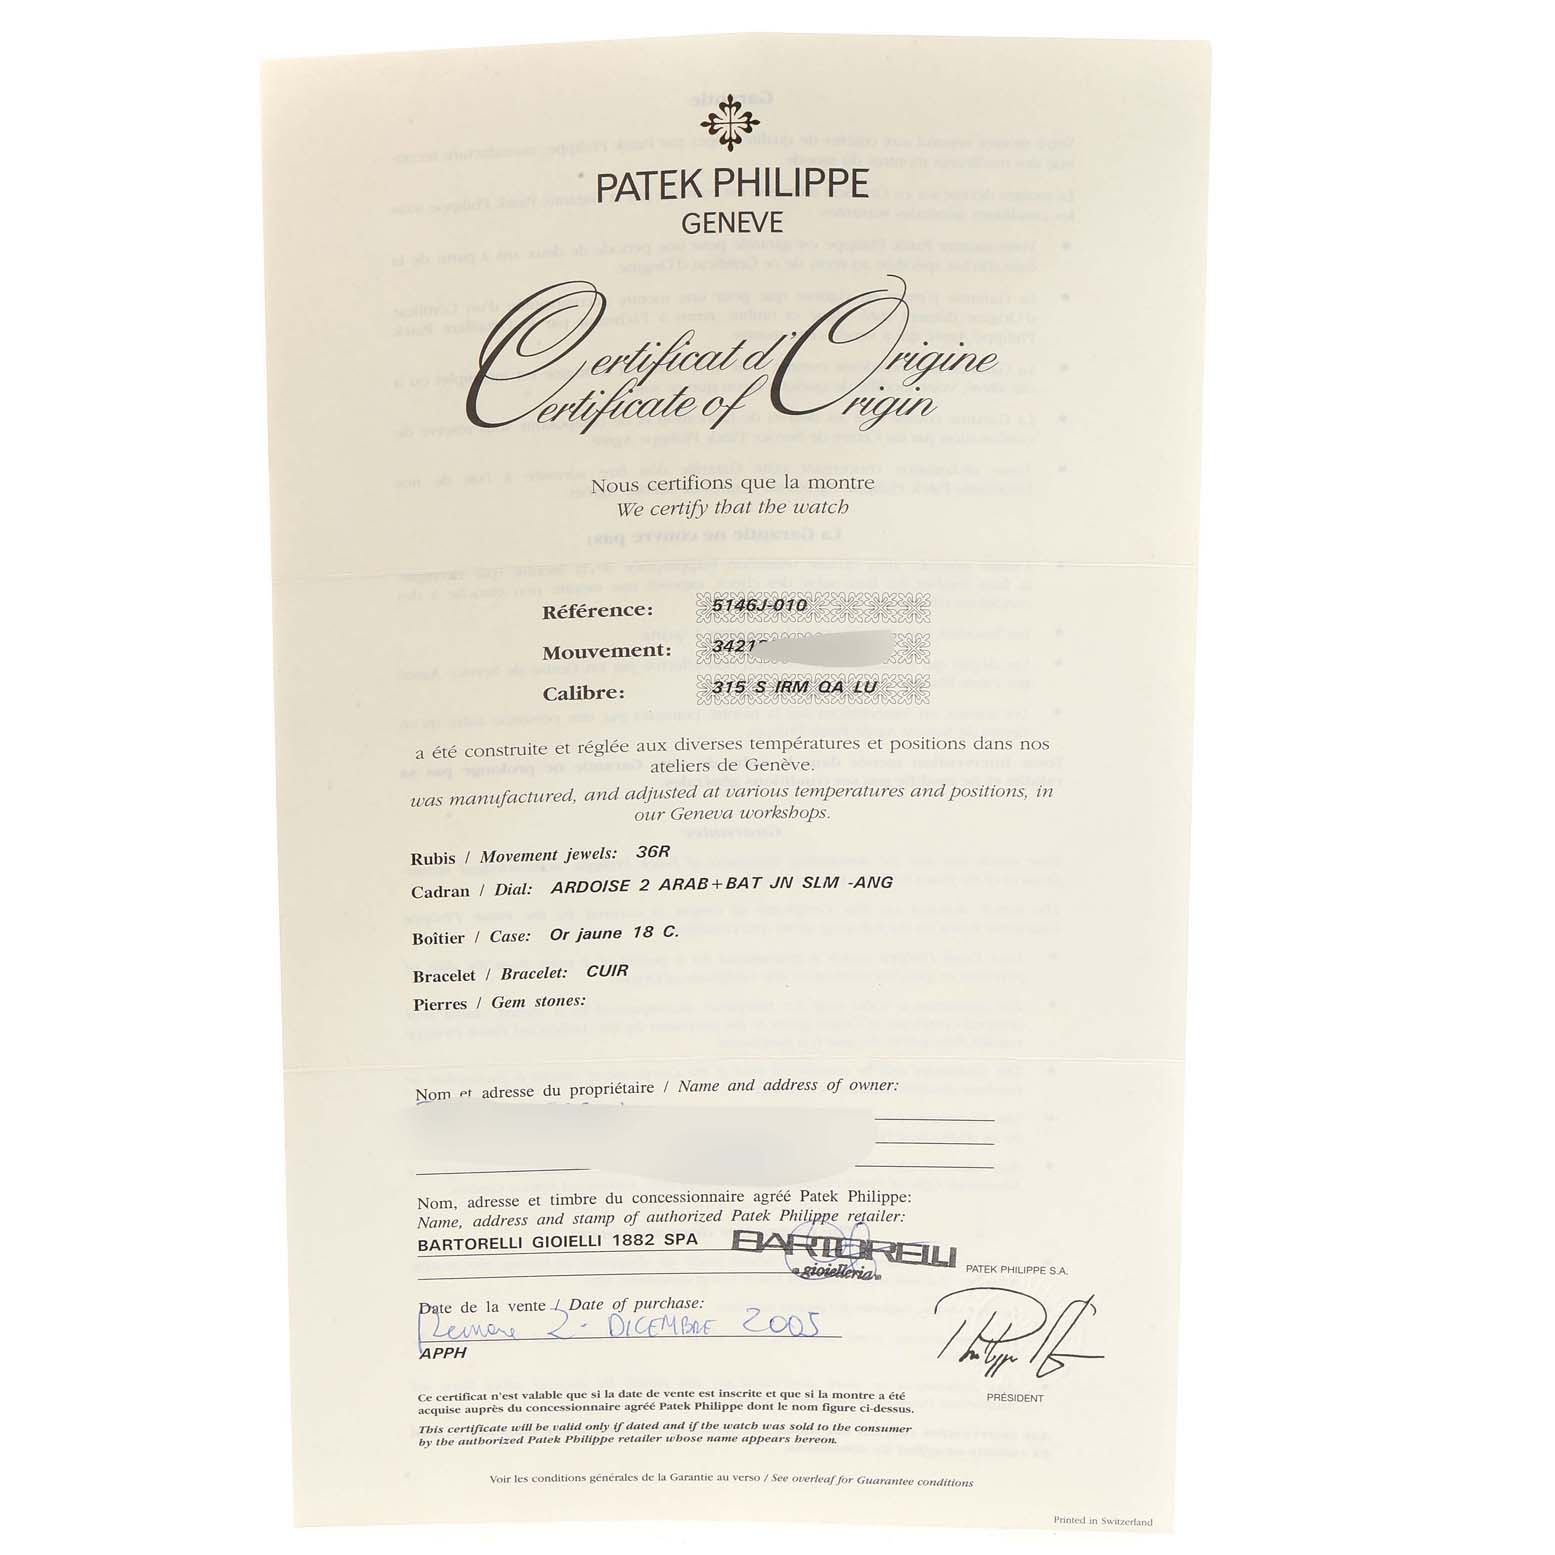 PATEK PHILIPPE
GENEVE
Certificat d'Origine
Certificate of Origin
Nous certifions que la montre
We certify that the watch
Référence: 5146J-010
Mouvement: 3421
Calibre: 315 S IRM QA LU
a été construite et réglée aux diverses températures et positions dans nos
ateliers de Genève.
was manufactured, and adjusted at various temperatures and positions, in
our Geneva workshops.
Rubis / Movement jewels: 36R
Cadran / Dial: ARDOISE 2 ARAB+BAT JN SLM -ANG
Boîtier / Case: Or jaune 18 C.
Bracelet / Bracelet: CUIR
Pierres / Gem stones:
Nom et adresse du propriétaire / Name and address of owner:
Nom, adresse et timbre du concessionnaire agréé Patek Philippe:
Name, address and stamp of authorized Patek Philippe retailer:
BARTORELLI GIOIELLI 1882 SPA BARTORELLI
gioielleria
PATEK PHILIPPE S.A.
Date de la vente / Date of purchase:
2 - DICEMBRE 2005
APPH
PRÉSIDENT
Ce certificat n'est valable que si la date de vente est inscrite et que si la montre a été
acquise auprès du concessionnaire agréé Patek Philippe dont le nom figure ci-dessus.
This certificate will be valid only if dated and if the watch was sold to the consumer
by the authorized Patek Philippe retailer whose name appears hereon.
Voir les conditions générales de la Garantie au verso / See overleaf for Guarantee conditions
Printed in Switzerland